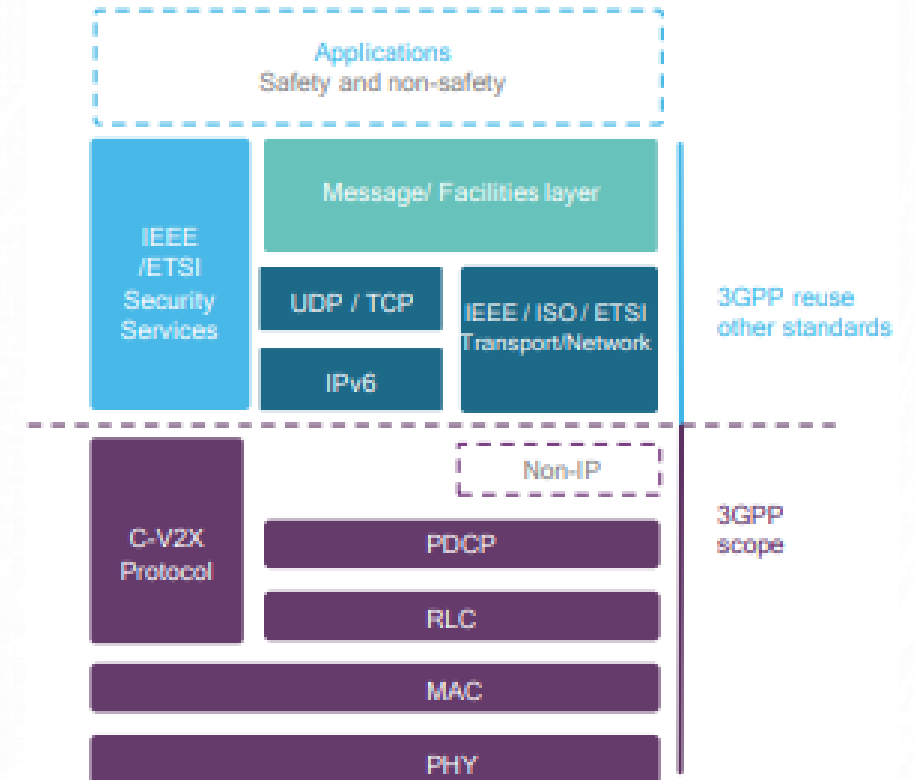 Applications
Safety and non-safety
IEEE
/ETSI
Security
Services
Message/ Facilities layer
UDP / TCP
IPv6
IEEE / ISO / ETSI
Transport/Network
3GPP reuse
other standards
C-V2X
Protocol
Non-IP
PDCP
RLC
MAC
PHY
3GPP
scope